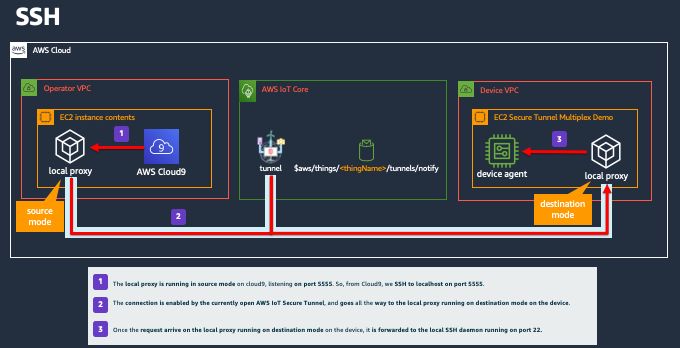 SSH
aws
AWS Cloud
Operator VPC
AWS IoT Core
Device VPC
EC2 instance contents
EC2 Secure Tunnel Multiplex Demo
1
3
9
local proxy
AWS Cloud9
tunnel
$aws/things/<thingName>/tunnels/notify
device agent
local proxy
source
mode
destination
mode
2
1 The local proxy is running in source mode on cloud9, listening on port 5555. So, from Cloud9, we SSH to localhost on port 5555.
2 The connection is enabled by the currently open AWS IoT Secure Tunnel, and goes all the way to the local proxy running on destination mode on the device.
3 Once the request arrive on the local proxy running on destination mode on the device, it is forwarded to the local SSH daemon running on port 22.